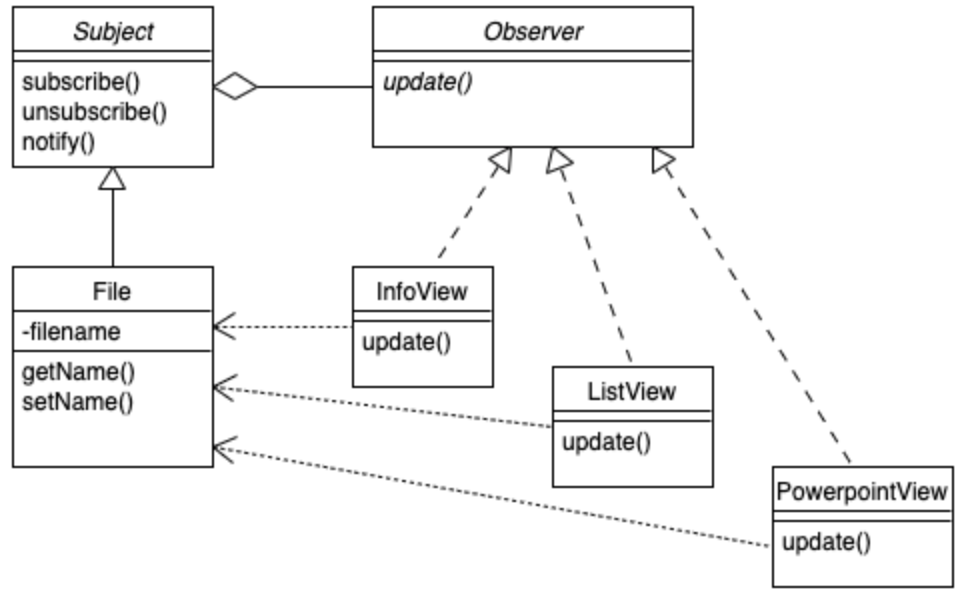 Subject
subscribe()
unsubscribe()
notify()
Observer
update()
File
-filename
getName()
setName()
InfoView
update()
ListView
update()
PowerpointView
update()